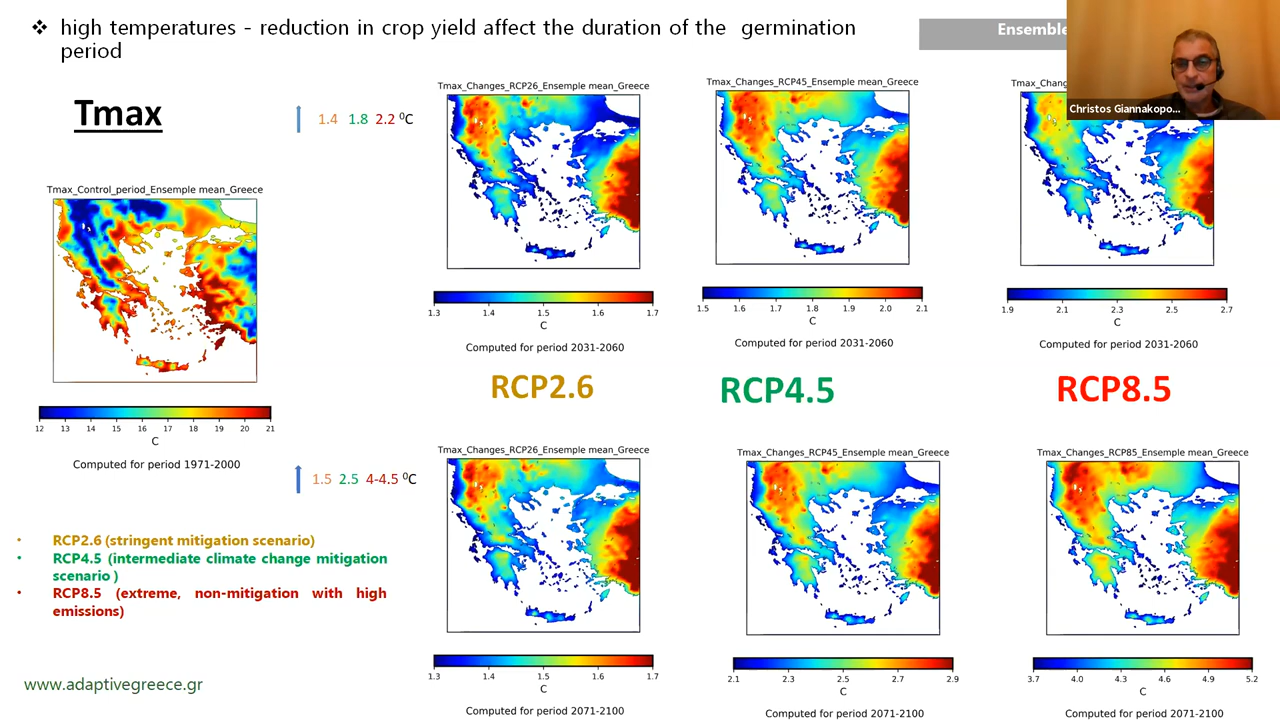 ❖ high temperatures - reduction in crop yield affect the duration of the germination
period
Ensemble
Christos Giannakopo...
Tmax
1.4 1.8 2.2 ⁰C
Tmax_Control_period_Ensemple mean_Greece
12 13 14 15 16 17 18 19 20 21
C
Computed for period 1971-2000
Tmax_Changes_RCP26_Ensemple mean_Greece
1.3 1.4 1.5 1.6 1.7
C
Computed for period 2031-2060
Tmax_Changes_RCP45_Ensemple mean_Greece
1.5 1.6 1.7 1.8 1.9 2.0 2.1
C
Computed for period 2031-2060
1.9 2.1 2.2 2.4 2.5 2.7
C
Computed for period 2031-2060
RCP2.6
RCP4.5
RCP8.5
1.5 2.5 4-4.5 ⁰C
• RCP2.6 (stringent mitigation scenario)
• RCP4.5 (intermediate climate change mitigation
scenario )
• RCP8.5 (extreme, non-mitigation with high
emissions)
www.adaptivegreece.gr
Tmax_Changes_RCP26_Ensemple mean_Greece
1.3 1.4 1.5 1.6 1.7
C
Computed for period 2071-2100
Tmax_Changes_RCP45_Ensemple mean_Greece
2.1 2.3 2.5 2.7 2.9
C
Computed for period 2071-2100
Tmax_Changes_RCP85_Ensemple mean_Greece
3.7 4.0 4.3 4.6 4.9 5.2
C
Computed for period 2071-2100